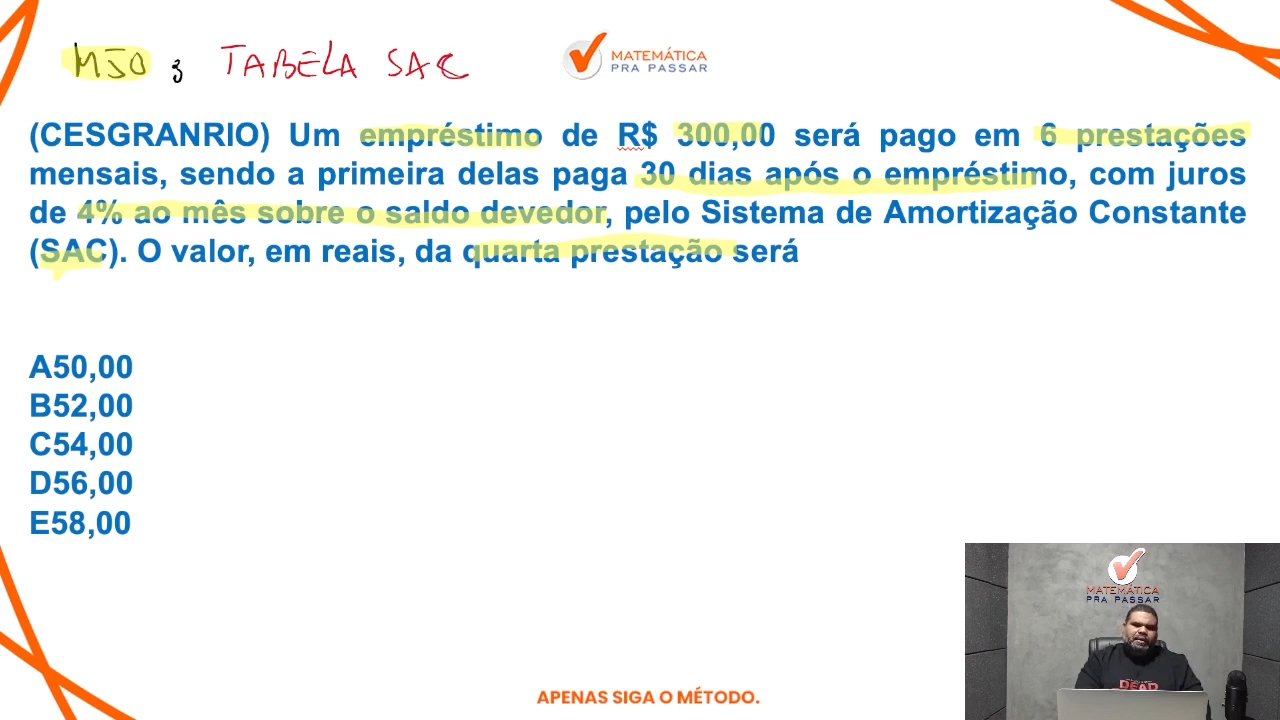 MJO ; TABELA SAC
MATEMÁTICA
PRA PASSAR
(CESGRANRIO) Um empréstimo de R$ 300,00 será pago em 6 prestações
mensais, sendo a primeira delas paga 30 dias após o empréstimo, com juros
de 4% ao mês sobre o saldo devedor, pelo Sistema de Amortização Constante
(SAC). O valor, em reais, da quarta prestação será
A50,00
B52,00
C54,00
D56,00
E58,00
MATEMÁTICA
PRA PASSAR
DEAD
APENAS SIGA O MÉTODO.